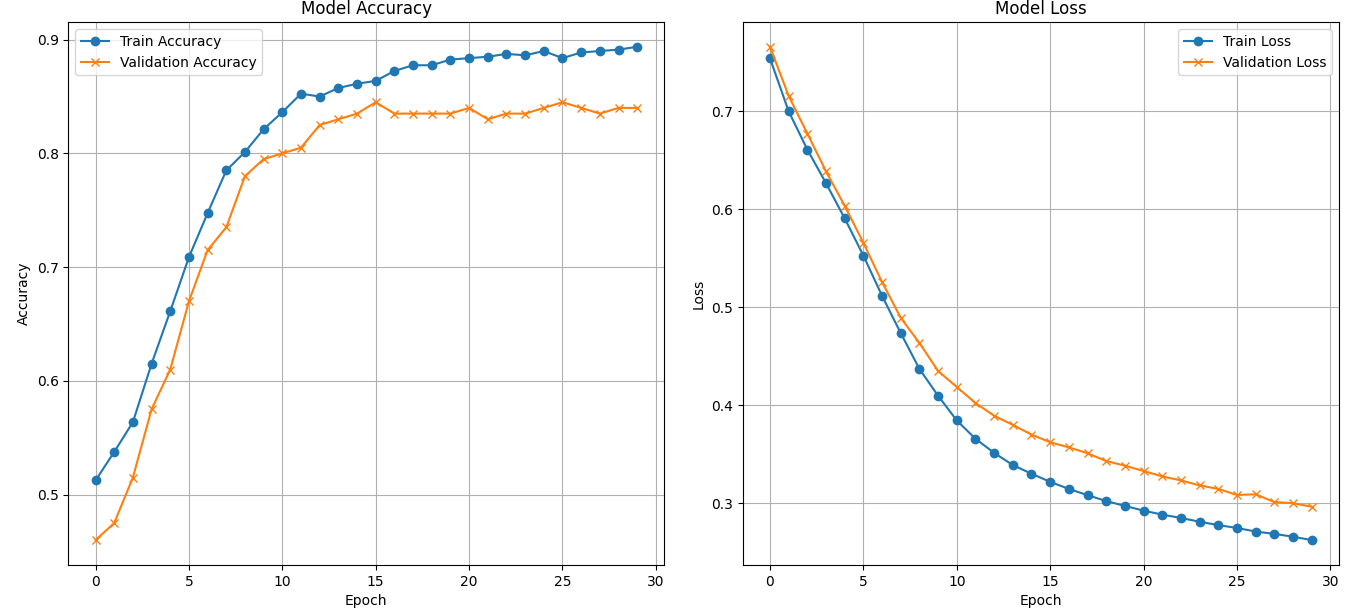 Model Accuracy
Train Accuracy
Validation Accuracy
0.9
0.8
0.7
0.6
0.5
Accuracy
0 5 10 15 20 25 30
Epoch
Model Loss
Train Loss
Validation Loss
0.7
0.6
0.5
0.4
0.3
Loss
0 5 10 15 20 25 30
Epoch